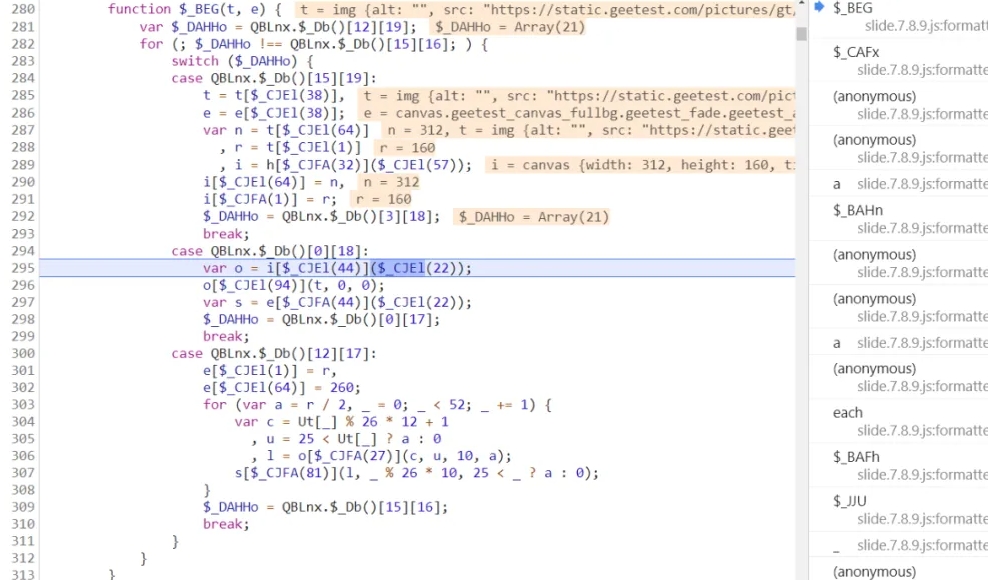 280 function $_BEG(t, e) { t = img {alt: "", src: "https://static.geetest.com/pictures/gt/
281 var $_DAHHo = QBLnx.$_Db()[12][19]; $_DAHHo = Array(21)
282 for (; $_DAHHo !== QBLnx.$_Db()[15][16]; ) {
283 switch ($_DAHHo) {
284 case QBLnx.$_Db()[15][19]:
285 t = t[$_CJEl(38)], t = img {alt: "", src: "https://static.geetest.com/pict
286 e = e[$_CJEl(38)]; e = canvas.geetest_canvas_fullbg.geetest_fade.geetest_a
287 var n = t[$_CJEl(64)] n = 312, t = img {alt: "", src: "https://static.geet
288 , r = t[$_CJEl(1)] r = 160
289 , i = h[$_CJFA(32)]($_CJEl(57)); i = canvas {width: 312, height: 160, ti
290 i[$_CJEl(64)] = n, n = 312
291 i[$_CJFA(1)] = r; r = 160
292 $_DAHHo = QBLnx.$_Db()[3][18]; $_DAHHo = Array(21)
293 break;
294 case QBLnx.$_Db()[0][18]:
295 var o = i[$_CJEl(44)]($_CJEl(22));
296 o[$_CJEl(94)](t, 0, 0);
297 var s = e[$_CJFA(44)]($_CJEl(22));
298 $_DAHHo = QBLnx.$_Db()[0][17];
299 break;
300 case QBLnx.$_Db()[12][17]:
301 e[$_CJEl(1)] = r,
302 e[$_CJEl(64)] = 260;
303 for (var a = r / 2, _ = 0; _ < 52; _ += 1) {
304 var c = Ut[_] % 26 * 12 + 1
305 , u = 25 < Ut[_] ? a : 0
306 , l = o[$_CJFA(27)](c, u, 10, a);
307 s[$_CJFA(81)](l, _ % 26 * 10, 25 < _ ? a : 0);
308 }
309 $_DAHHo = QBLnx.$_Db()[15][16];
310 break;
311 }
312 }
313 }
$_BEG
slide.7.8.9.js:formatt
$_CAFx
slide.7.8.9.js:formatte
(anonymous)
slide.7.8.9.js:formatte
(anonymous)
slide.7.8.9.js:formatte
a slide.7.8.9.js:formatte
$_BAHn
slide.7.8.9.js:formatte
(anonymous)
slide.7.8.9.js:formatte
(anonymous)
slide.7.8.9.js:formatte
a slide.7.8.9.js:formatte
(anonymous)
slide.7.8.9.js:formatte
each
slide.7.8.9.js:formatte
$_BAFh
slide.7.8.9.js:formatte
$_JJU
slide.7.8.9.js:formatte
_ slide.7.8.9.js:formatte
(anonymous)